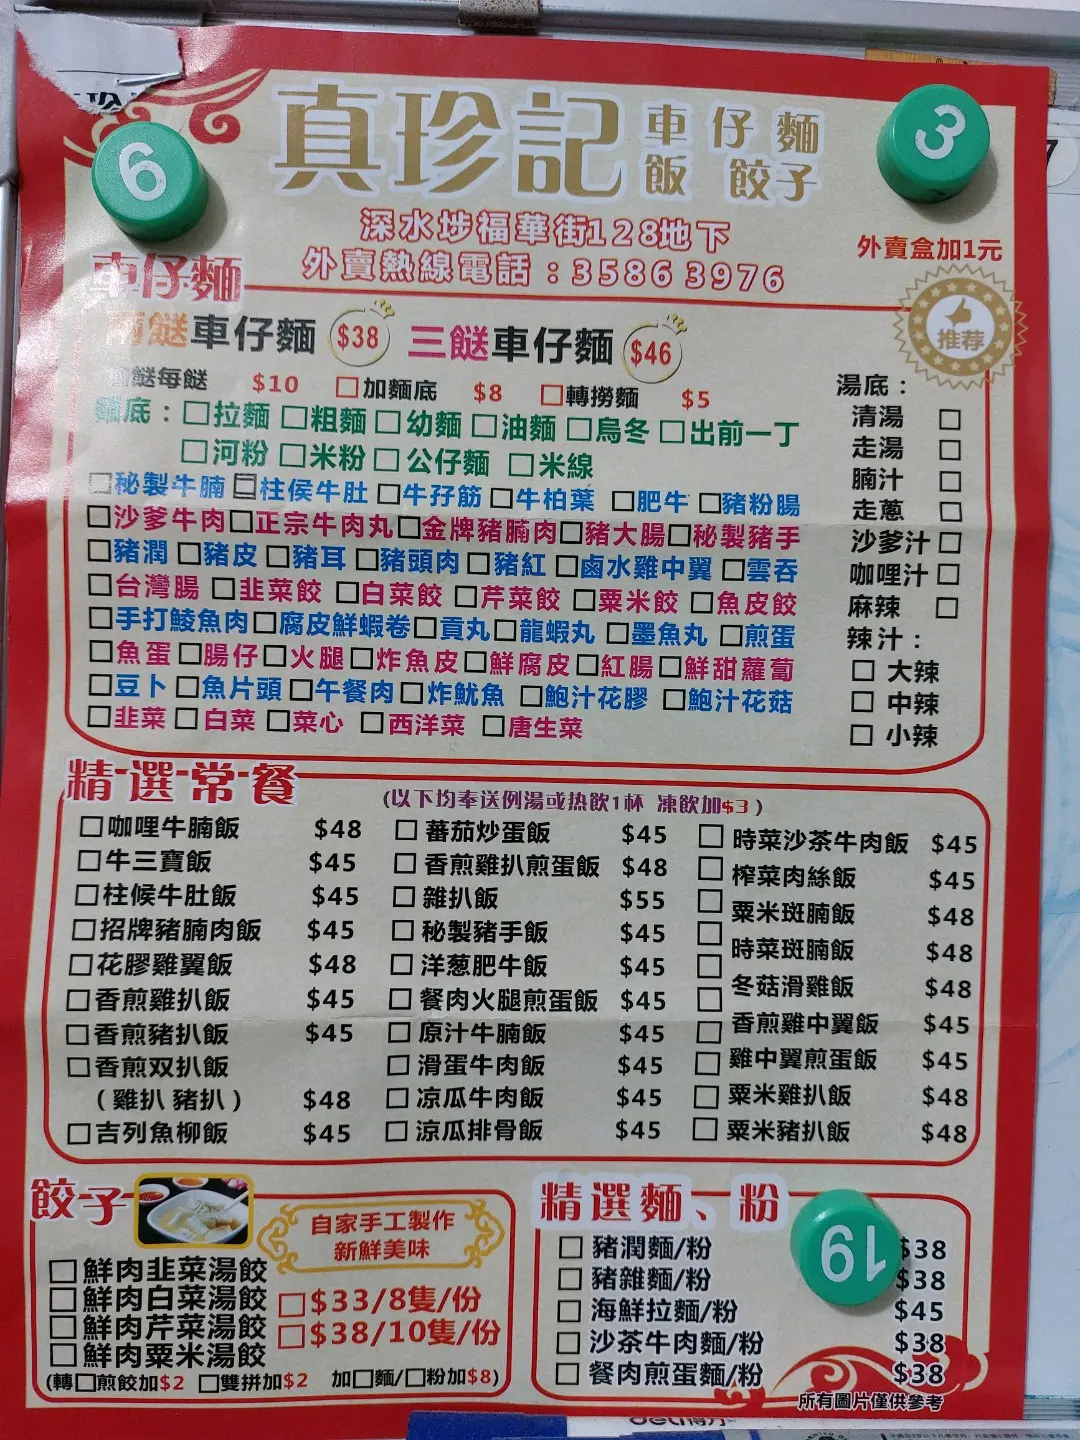 真珍記 車仔麵
飯 餃子
深水埗福華街128地下
外賣熱線電話：3586 3976
外賣盒加1元
6
3
19
推荐
車仔麵
兩餸車仔麵 $38 三餸車仔麵 $46
餸每餸 $10 □加麵底 $8 □轉撈麵 $5
麵底：□拉麵 □粗麵 □幼麵 □油麵 □烏冬 □出前一丁
□河粉 □米粉 □公仔麵 □米線
□秘製牛腩 □柱侯牛肚 □牛孖筋 □牛柏葉 □肥牛 □豬粉腸
□沙爹牛肉 □正宗牛肉丸 □金牌豬腩肉 □豬大腸 □秘製豬手
□豬潤 □豬皮 □豬耳 □豬頭肉 □豬紅 □鹵水雞中翼 □雲吞
□台灣腸 □韭菜餃 □白菜餃 □芹菜餃 □粟米餃 □魚皮餃
□手打鯪魚肉 □腐皮鮮蝦卷 □貢丸 □龍蝦丸 □墨魚丸 □煎蛋
□魚蛋 □腸仔 □火腿 □炸魚皮 □鮮腐皮 □紅腸 □鮮甜蘿蔔
□豆卜 □魚片頭 □午餐肉 □炸魷魚 □鮑汁花膠 □鮑汁花菇
□韭菜 □白菜 □菜心 □西洋菜 □唐生菜
湯底：
清湯 □
走湯 □
腩汁 □
走蔥 □
沙爹汁 □
咖哩汁 □
麻辣 □
辣汁：
□ 大辣
□ 中辣
□ 小辣
精選常餐
(以下均奉送例湯或热飲1杯 凍飲加$3)
□咖哩牛腩飯 $48
□牛三寶飯 $45
□柱候牛肚飯 $45
□招牌豬腩肉飯 $45
□花膠雞翼飯 $48
□香煎雞扒飯 $45
□香煎豬扒飯 $45
□香煎双扒飯
(雞扒 豬扒) $48
□吉列魚柳飯 $45
□ 蕃茄炒蛋飯 $45
□ 香煎雞扒煎蛋飯 $48
□ 雜扒飯 $55
□ 秘製豬手飯 $45
□ 洋葱肥牛飯 $45
□ 餐肉火腿煎蛋飯 $45
□ 原汁牛腩飯 $45
□ 滑蛋牛肉飯 $45
□ 凉瓜牛肉飯 $45
□ 涼瓜排骨飯 $45
□ 時菜沙茶牛肉飯 $45
□ 榨菜肉絲飯 $45
□ 粟米斑腩飯 $48
□ 時菜斑腩飯 $48
□ 冬菇滑雞飯 $48
□ 香煎雞中翼飯 $45
□ 雞中翼煎蛋飯 $45
□ 粟米雞扒飯 $48
□ 粟米豬扒飯 $48
餃子
自家手工製作
新鮮美味
□鮮肉韭菜湯餃
□鮮肉白菜湯餃
□鮮肉芹菜湯餃
□鮮肉粟米湯餃
□$33/8隻/份
□$38/10隻/份
(轉□煎餃加$2 □雙拼加$2 加□麵/□粉加$8)
精選麵、粉
□ 豬潤麵/粉 $38
□ 豬雜麵/粉 $38
□ 海鮮拉麵/粉 $45
□ 沙茶牛肉麵/粉 $38
□ 餐肉煎蛋麵/粉 $38
所有圖片僅供參考
deli得力